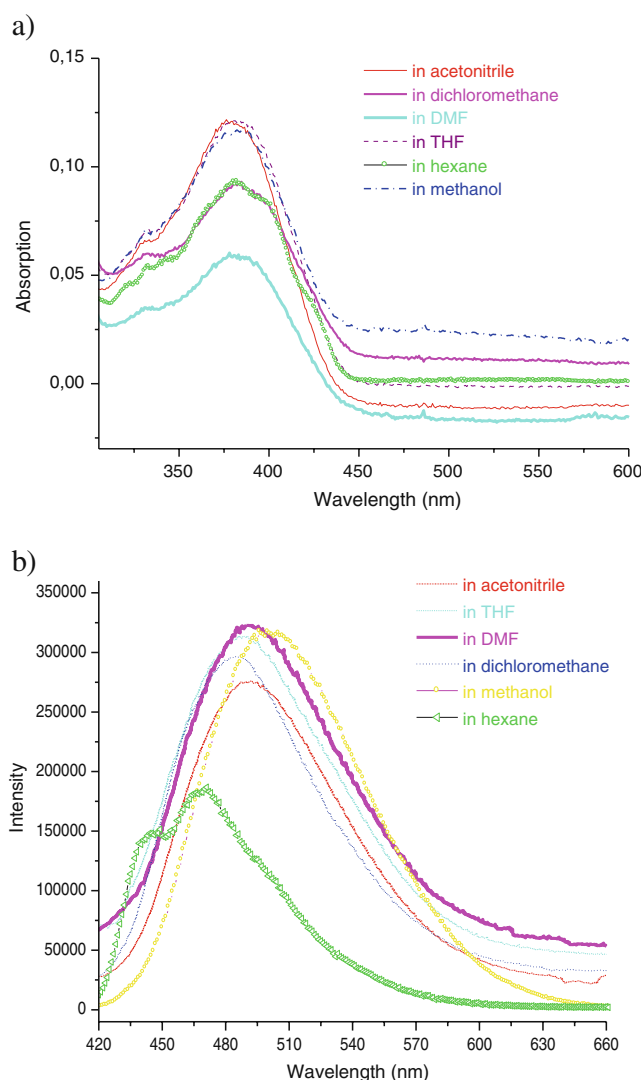 a)
0,15
0,10
0,05
0,00
Absorption
in acetonitrile
in dichloromethane
in DMF
in THF
in hexane
in methanol
350 400 450 500 550 600
Wavelength (nm)
b)
350000
300000
250000
200000
150000
100000
50000
0
Intensity
in acetonitrile
in THF
in DMF
in dichloromethane
in methanol
in hexane
420 450 480 510 540 570 600 630 660
Wavelength (nm)